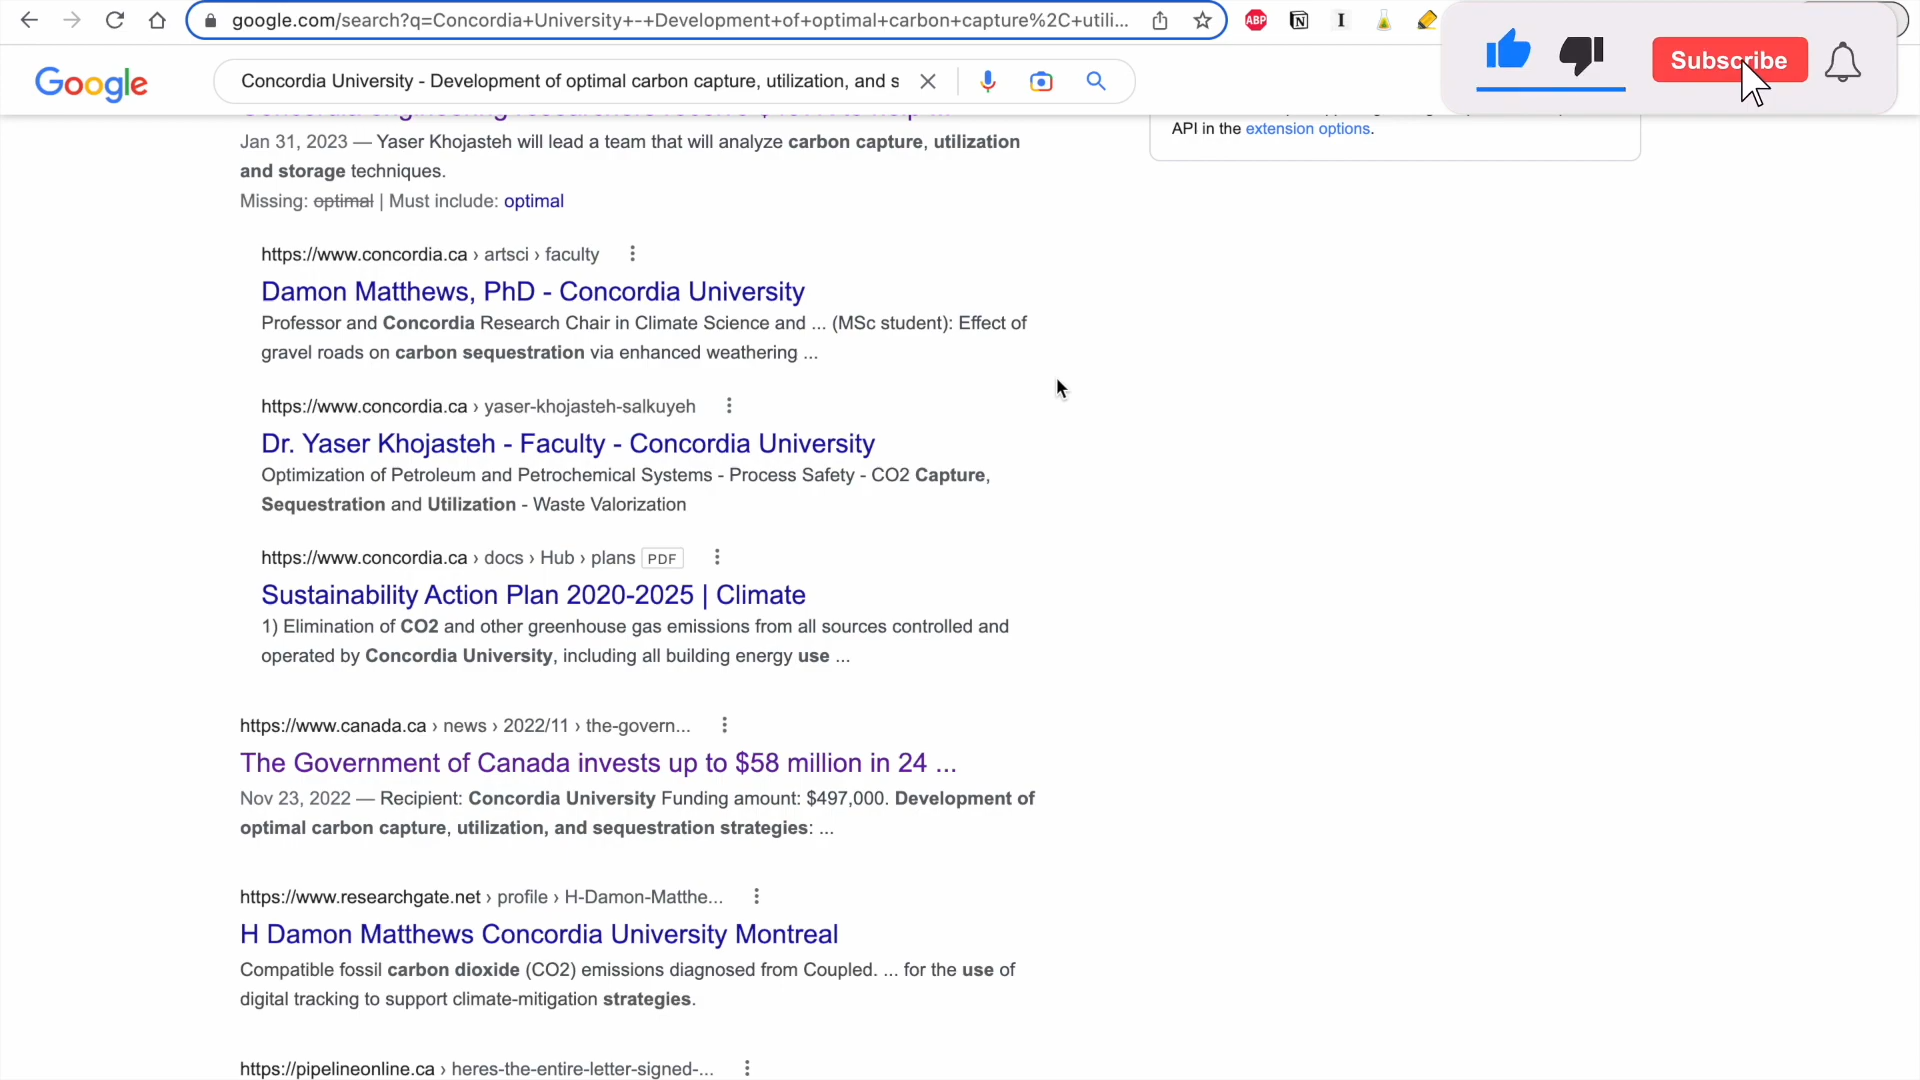 google.com/search?q=Concordia+University+-+Development+of+optimal+carbon+capture%2C+utili...
ABP
N
I
Subscribe
Google
Concordia University - Development of optimal carbon capture, utilization, and s
API in the extension options.
Jan 31, 2023 — Yaser Khojasteh will lead a team that will analyze carbon capture, utilization
and storage techniques.
Missing: optimal | Must include: optimal
https://www.concordia.ca › artsci › faculty
Damon Matthews, PhD - Concordia University
Professor and Concordia Research Chair in Climate Science and ... (MSc student): Effect of
gravel roads on carbon sequestration via enhanced weathering ...
https://www.concordia.ca › yaser-khojasteh-salkuyeh
Dr. Yaser Khojasteh - Faculty - Concordia University
Optimization of Petroleum and Petrochemical Systems - Process Safety - CO2 Capture,
Sequestration and Utilization - Waste Valorization
https://www.concordia.ca › docs › Hub › plans PDF
Sustainability Action Plan 2020-2025 | Climate
1) Elimination of CO2 and other greenhouse gas emissions from all sources controlled and
operated by Concordia University, including all building energy use ...
https://www.canada.ca › news › 2022/11 › the-govern...
The Government of Canada invests up to $58 million in 24 ...
Nov 23, 2022 — Recipient: Concordia University Funding amount: $497,000. Development of
optimal carbon capture, utilization, and sequestration strategies: ...
https://www.researchgate.net › profile › H-Damon-Matthe...
H Damon Matthews Concordia University Montreal
Compatible fossil carbon dioxide (CO2) emissions diagnosed from Coupled. ... for the use of
digital tracking to support climate-mitigation strategies.
https://pipelineonline.ca › heres-the-entire-letter-signed-...